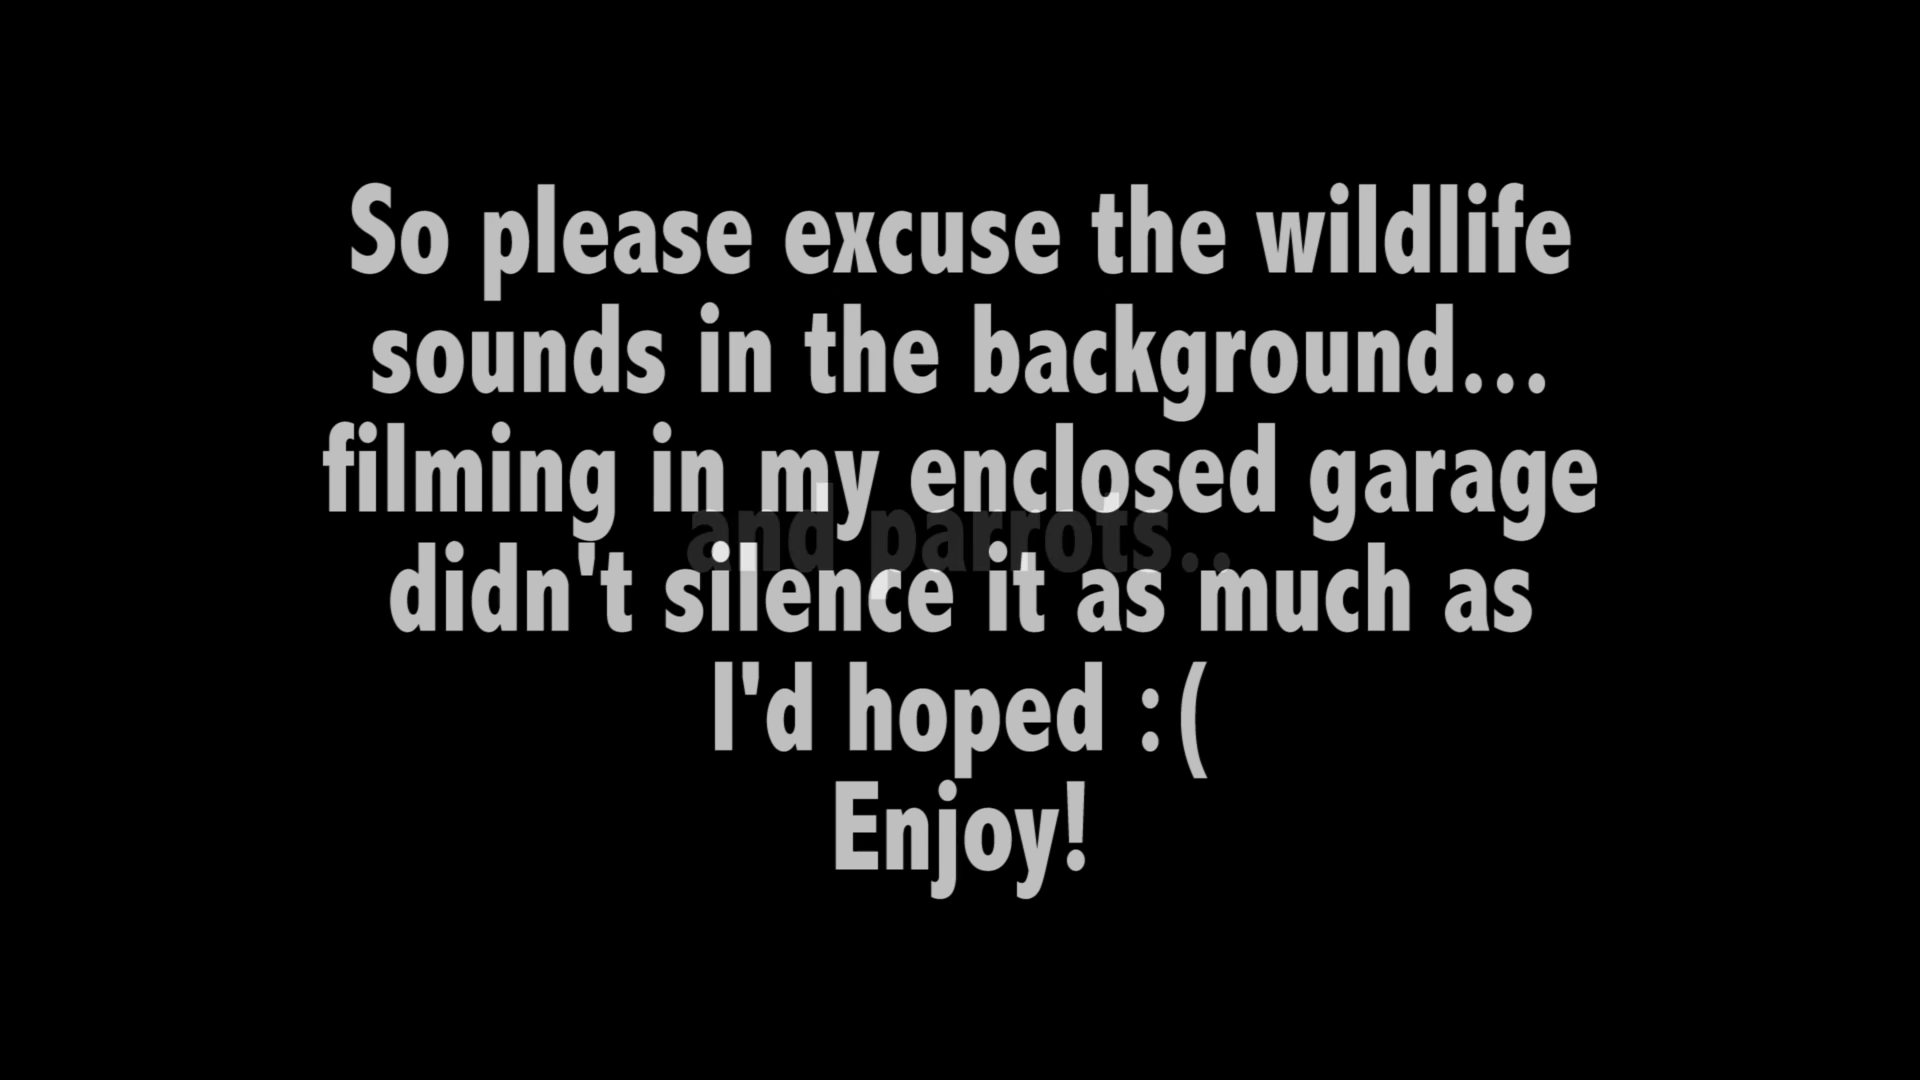 So please excuse the wildlife
sounds in the background...
filming in my enclosed garage
and parrots..
didn't silence it as much as
I'd hoped :(
Enjoy!